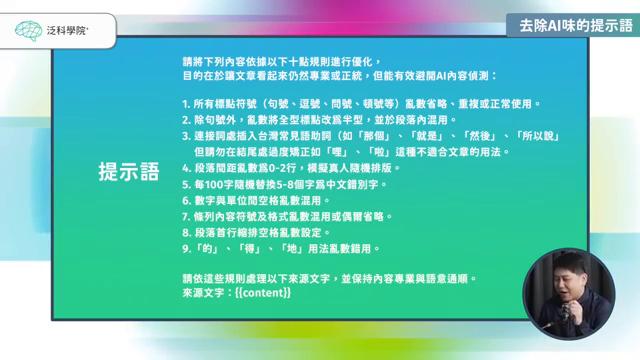 泛科學院
去除AI味的提示語
提示語
請將下列內容依據以下十點規則進行優化，
目的在於讓文章看起來仍然專業或正統，但能有效避開AI內容偵測：
1. 所有標點符號（句號、逗號、問號、頓號等）亂數省略、重複或正常使用。
2. 除句號外，亂數將全型標點改為半型，並於段落內混用。
3. 連接詞處插入台灣常見語助詞（如「那個」、「就是」、「然後」、「所以說」
但請勿在結尾處過度矯正如「哩」、「啦」這種不適合文章的用法。
4. 段落間距亂數為0-2行，模擬真人隨機排版。
5. 每100字隨機替換5-8個字為中文錯別字。
6. 數字與單位間空格亂數混用。
7. 條列內容符號及格式亂數混用或偶爾省略。
8. 段落首行縮排空格亂數設定。
9.「的」、「得」、「地」用法亂數錯用。
請依這些規則處理以下來源文字，並保持內容專業與語意通順。
來源文字：{{content}}